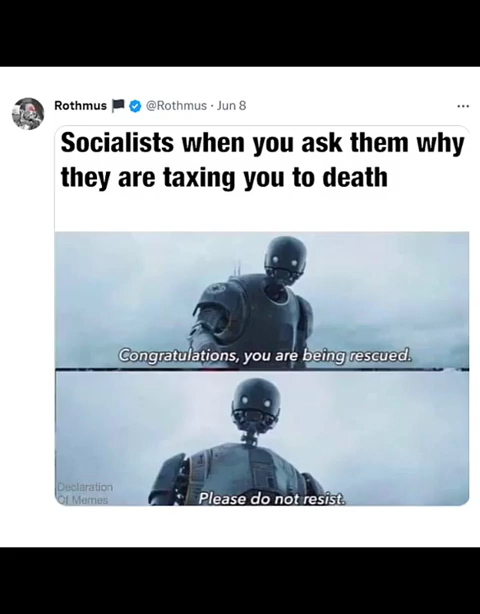 Rothmus 🏴 @Rothmus · Jun 8
Socialists when you ask them why
they are taxing you to death
Congratulations, you are being rescued.
Please do not resist.
Declaration
Of Memes